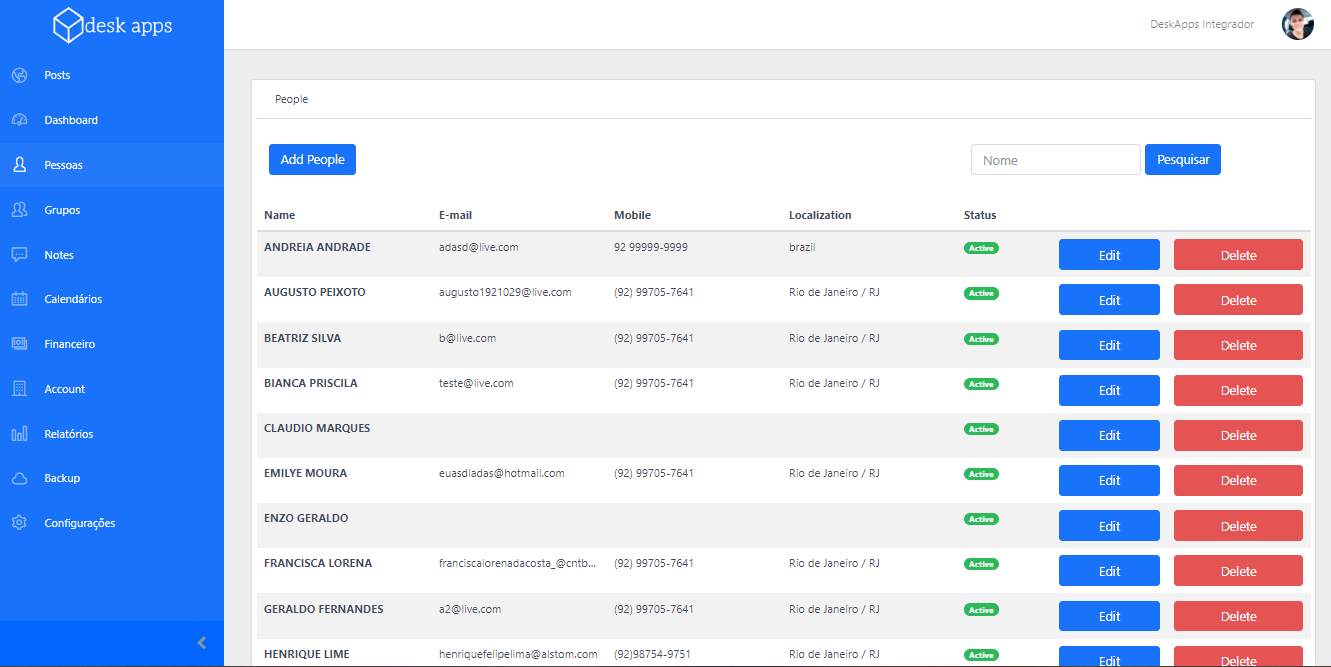 desk apps
DeskApps Integrador
Posts
Dashboard
Pessoas
Grupos
Notes
Calendários
Financeiro
Account
Relatórios
Backup
Configurações
People
Add People
Nome
Pesquisar
Name E-mail Mobile Localization Status
ANDREIA ANDRADE adasd@live.com 92 99999-9999 brazil Active Edit Delete
AUGUSTO PEIXOTO augusto1921029@live.com (92) 99705-7641 Rio de Janeiro / RJ Active Edit Delete
BEATRIZ SILVA b@live.com (92) 99705-7641 Rio de Janeiro / RJ Active Edit Delete
BIANCA PRISCILA teste@live.com (92) 99705-7641 Rio de Janeiro / RJ Active Edit Delete
CLAUDIO MARQUES Active Edit Delete
EMILYE MOURA euasdladas@hotmail.com (92) 99705-7641 Rio de Janeiro / RJ Active Edit Delete
ENZO GERALDO Active Edit Delete
FRANCISCA LORENA franciscalorenadacosta_@cntb... (92) 99705-7641 Rio de Janeiro / RJ Active Edit Delete
GERALDO FERNANDES a2@live.com (92) 99705-7641 Rio de Janeiro / RJ Active Edit Delete
HENRIQUE LIME henriquefelipelima@alstom.com (92)98754-9751 Rio de Janeiro / RJ Active Edit Delete